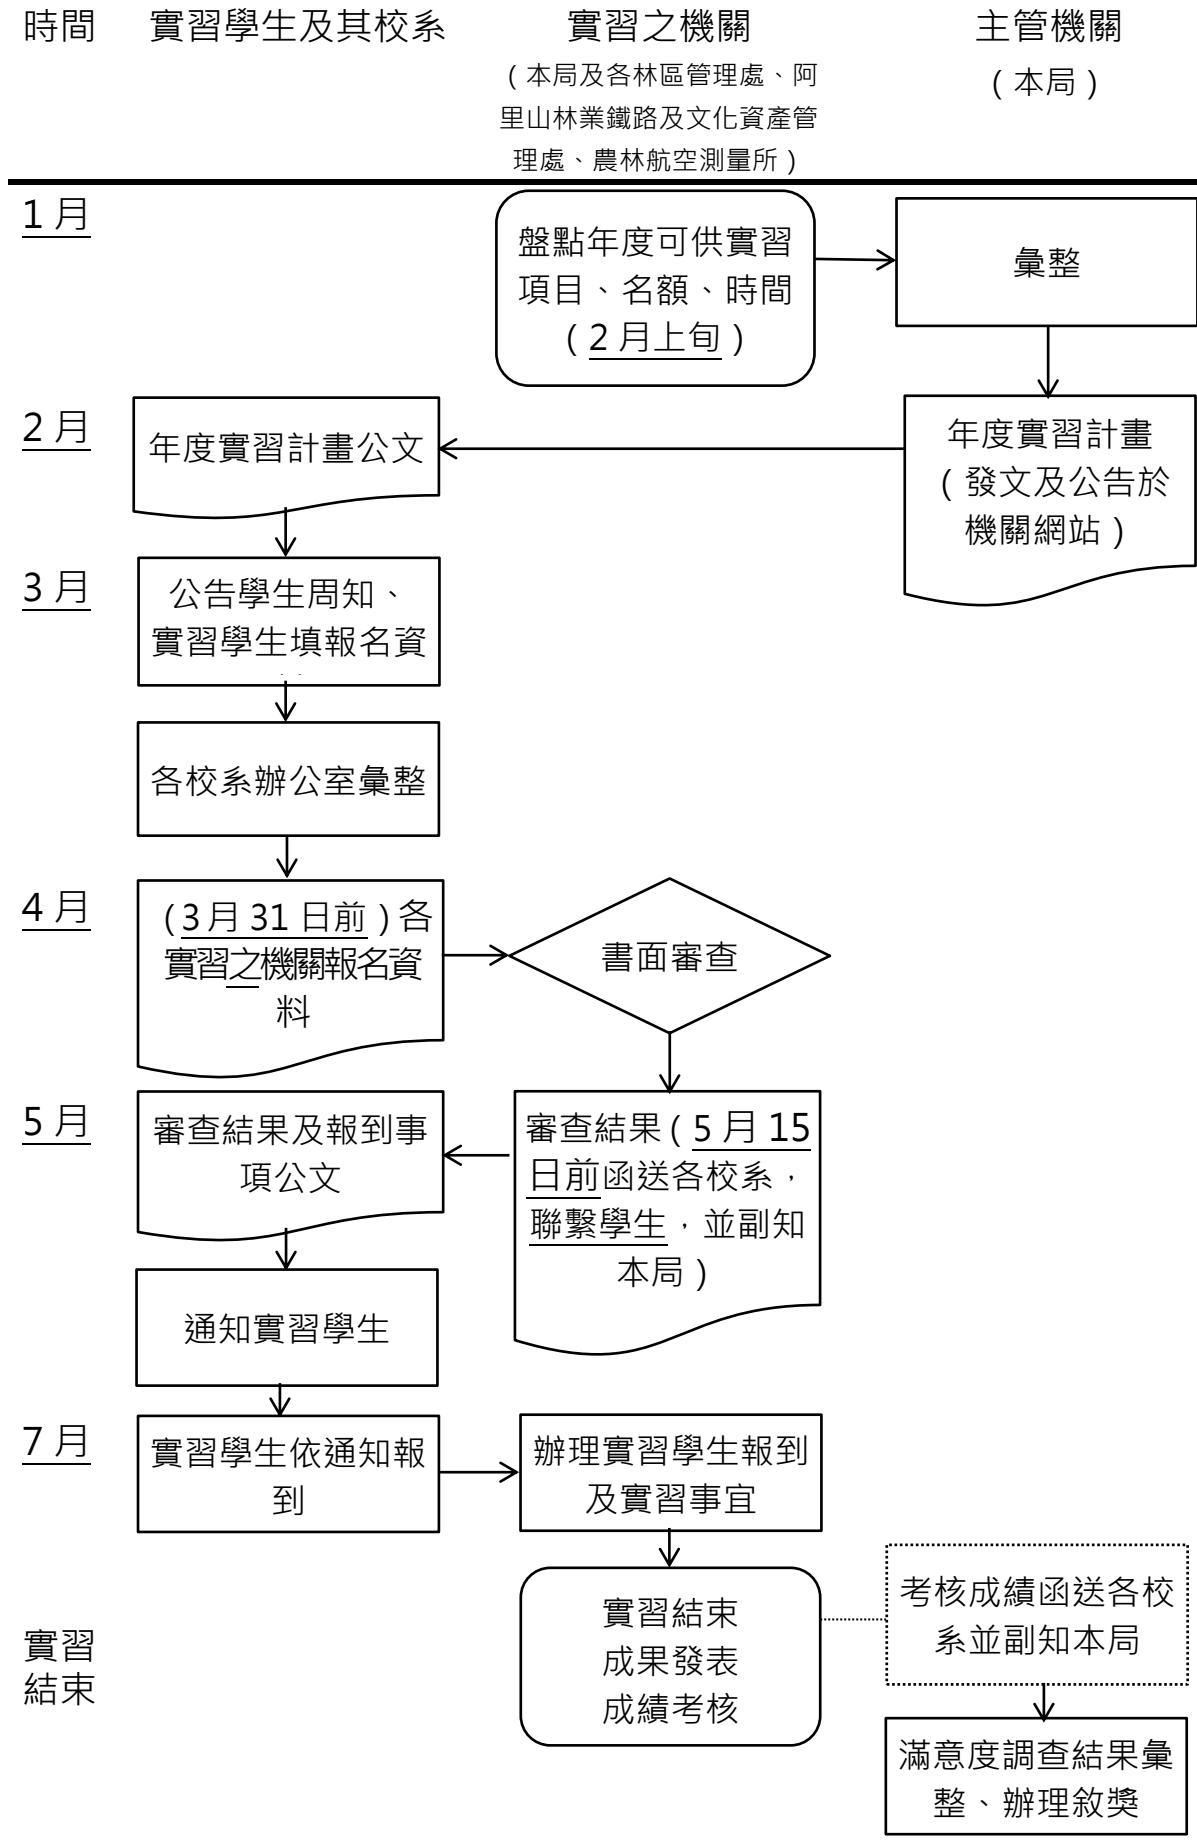 時間
實習學生及其校系
實習之機關
主管機關
(本局及各林區管理處、阿
里山林業鐵路及文化資產管
理處、農林航空測量所)
(本局)
1月
盤點年度可供實習
項目、名額、時間
(2月上旬)
彙整
2月
年度實習計畫公文
年度實習計畫
(發文及公告於
機關網站)
3月
公告學生周知、
實習學生填報名資
各校系辦公室彙整
4月
(3月31日前)各
實習之機關報名資
料
書面審查
5月
審查結果及報到事
項公文
審查結果(5月15
日前函送各校系,
聯繫學生,並副知
本局)
通知實習學生
7月
實習學生依通知報
到
辦理實習學生報到
及實習事宜
實習
結束
實習結束
成果發表
成績考核
考核成績函送各校
系並副知本局
滿意度調查結果彙
整、辦理敘獎